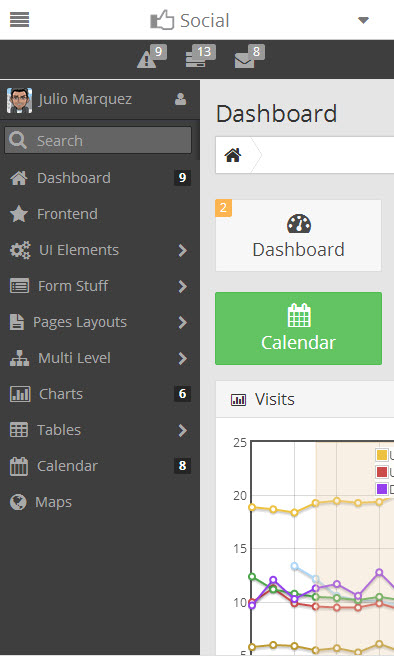 Social
9 13 8
Julio Marquez
Search
Dashboard 9
Frontend
UI Elements
Form Stuff
Pages Layouts
Multi Level
Charts 6
Tables
Calendar 8
Maps
Dashboard
2
Dashboard
Calendar
Visits
25
20
15
10
5
U
U